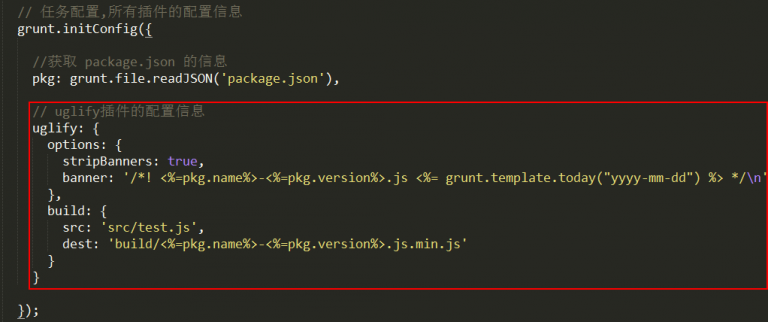 // 任务配置,所有插件的配置信息
grunt.initConfig({
//获取 package.json 的信息
pkg: grunt.file.readJSON('package.json'),
// uglify插件的配置信息
uglify: {
options: {
stripBanners: true,
banner: '/*! <%=pkg.name%>-<%=pkg.version%>.js <%= grunt.template.today("yyyy-mm-dd") %> */\n'
},
build: {
src: 'src/test.js',
dest: 'build/<%=pkg.name%>-<%=pkg.version%>.js.min.js'
}
}
});